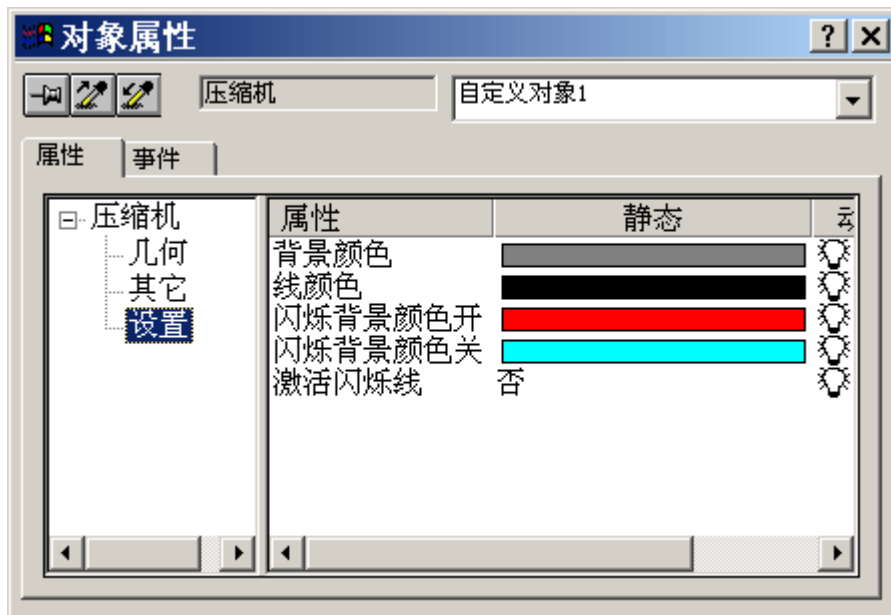 对象属性
压缩机 自定义对象1
属性 事件
压缩机
几何
其它
设置
属性 静态
背景颜色
线颜色
闪烁背景颜色开
闪烁背景颜色关
激活闪烁线 否